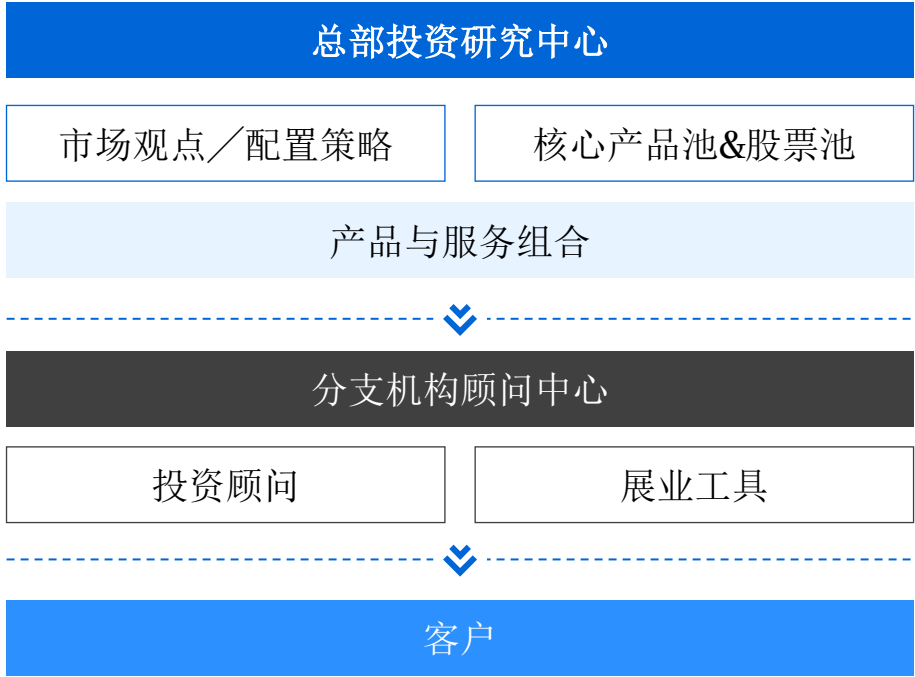 总部投资研究中心
市场观点／配置策略
核心产品池&股票池
产品与服务组合
分支机构顾问中心
投资顾问
展业工具
客户